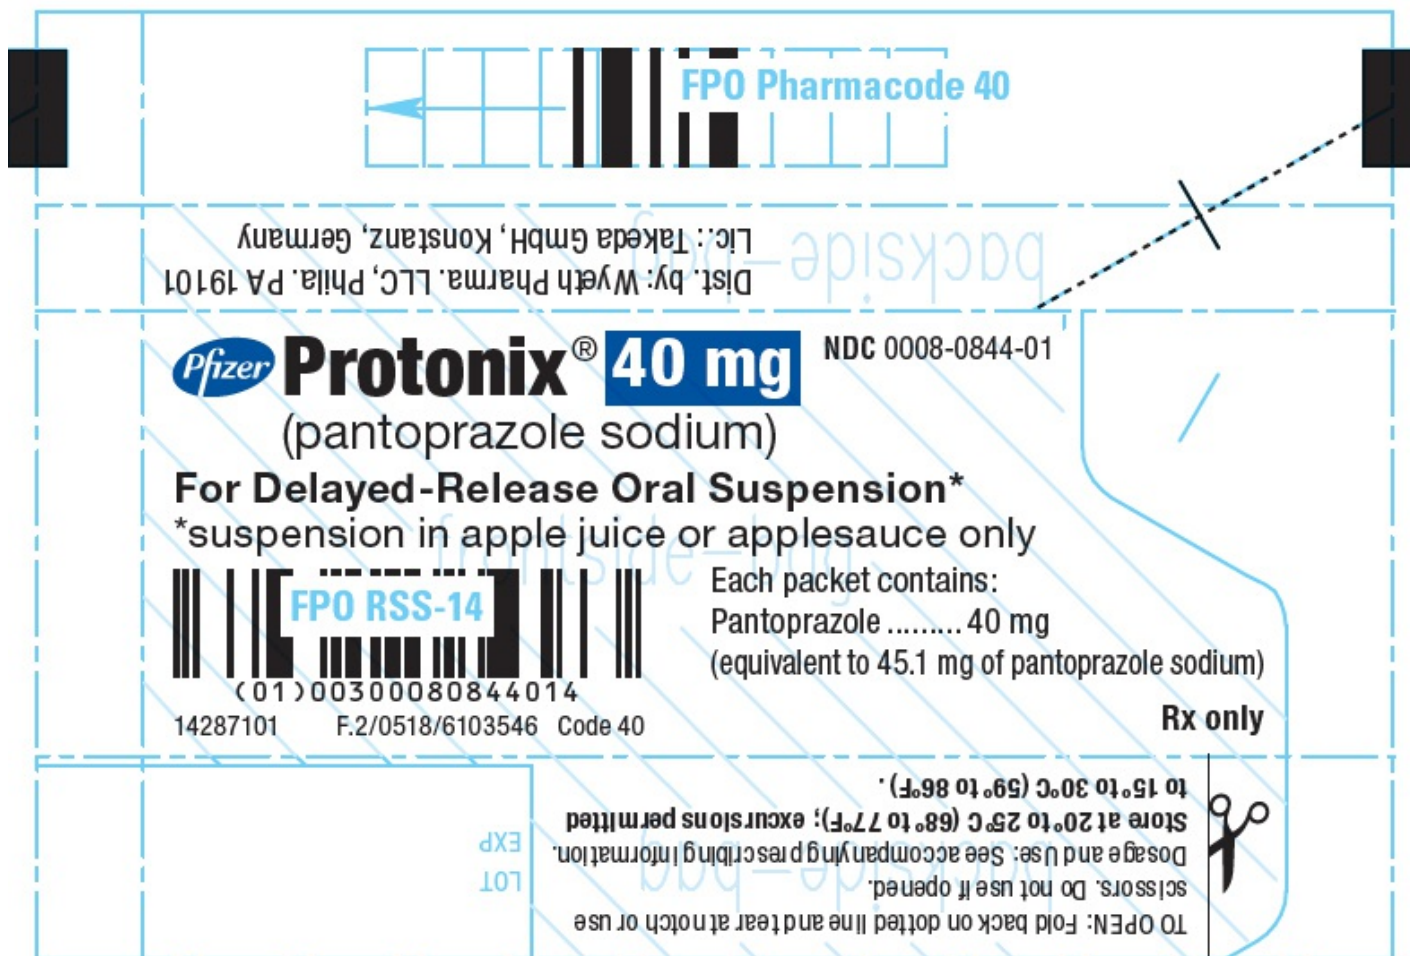 FPO Pharmacode 40
backside-bag
Dist. by: Wyeth Pharma. LLC, Phila. PA 19101
Lic.: Takeda GmbH, Konstanz, Germany
Pfizer Protonix® 40 mg NDC 0008-0844-01
(pantoprazole sodium)
For Delayed-Release Oral Suspension*
*suspension in apple juice or applesauce only
frontside-bag
FPO RSS-14
(01)00300080844014
14287101 F.2/0518/6103546 Code 40
Each packet contains:
Pantoprazole ......... 40 mg
(equivalent to 45.1 mg of pantoprazole sodium)
Rx only
TO OPEN: Fold back on dotted line and tear at notch or use
scissors. Do not use if opened.
Dosage and Use: See accompanying prescribing information.
Store at 20° to 25°C (68° to 77°F); excursions permitted
to 15° to 30°C (59° to 86°F).
backside-bag
LOT
EXP